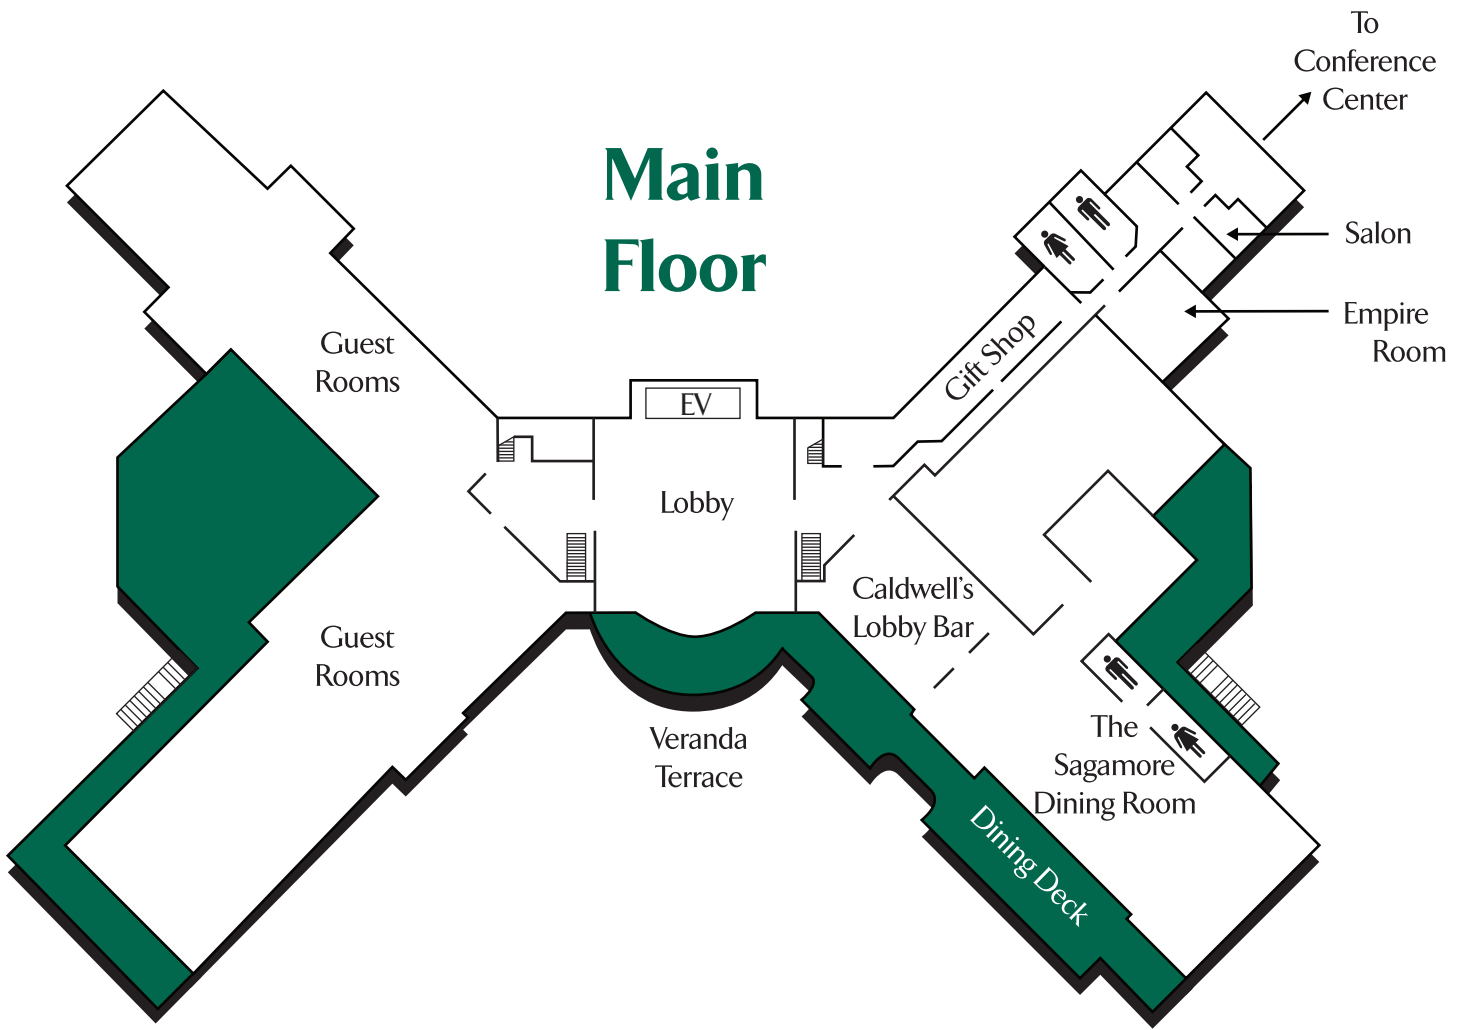 To
Conference
Center
Main
Floor
Salon
Empire
Room
Guest
Rooms
Gift Shop
EV
Lobby
Caldwell's
Lobby Bar
Guest
Rooms
Veranda
Terrace
The
Sagamore
Dining Room
Dining Deck